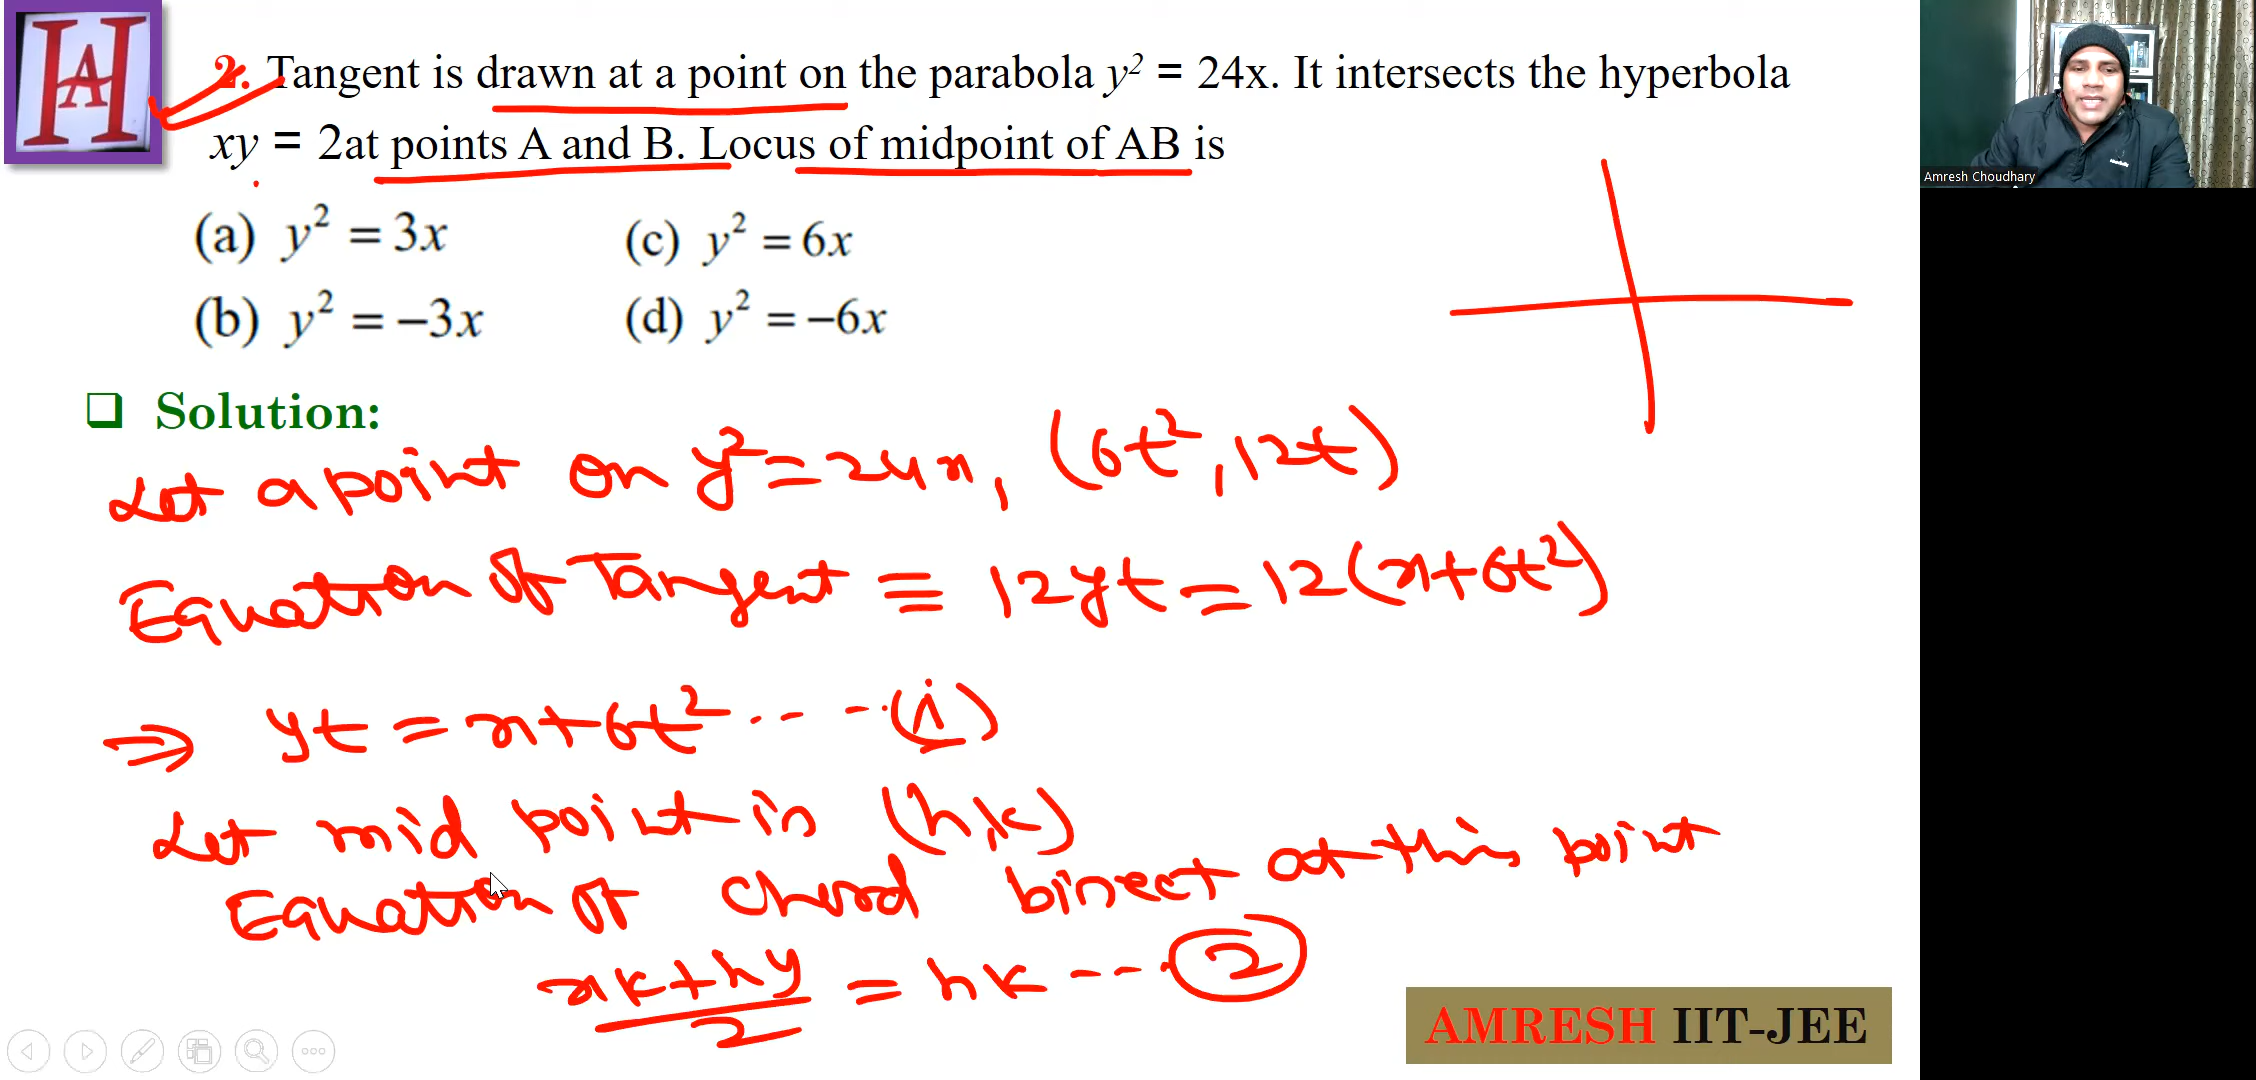 HA
2. Tangent is drawn at a point on the parabola y² = 24x. It intersects the hyperbola
xy = 2at points A and B. Locus of midpoint of AB is
(a) y² = 3x (c) y² = 6x
(b) y² = −3x (d) y² = −6x
❑ Solution:
Let a point on y² = 24x, (6t², 12t)
Equation of Tangent ≡ 12yt = 12(x+6t²)
⇒ yt = x+6t² ---(i)
Let mid point is (h,k)
Equation of chord bisect at this point
(xk+hy)/2 = hk ---(2)
AMRESH IIT-JEE
Amresh Choudhary